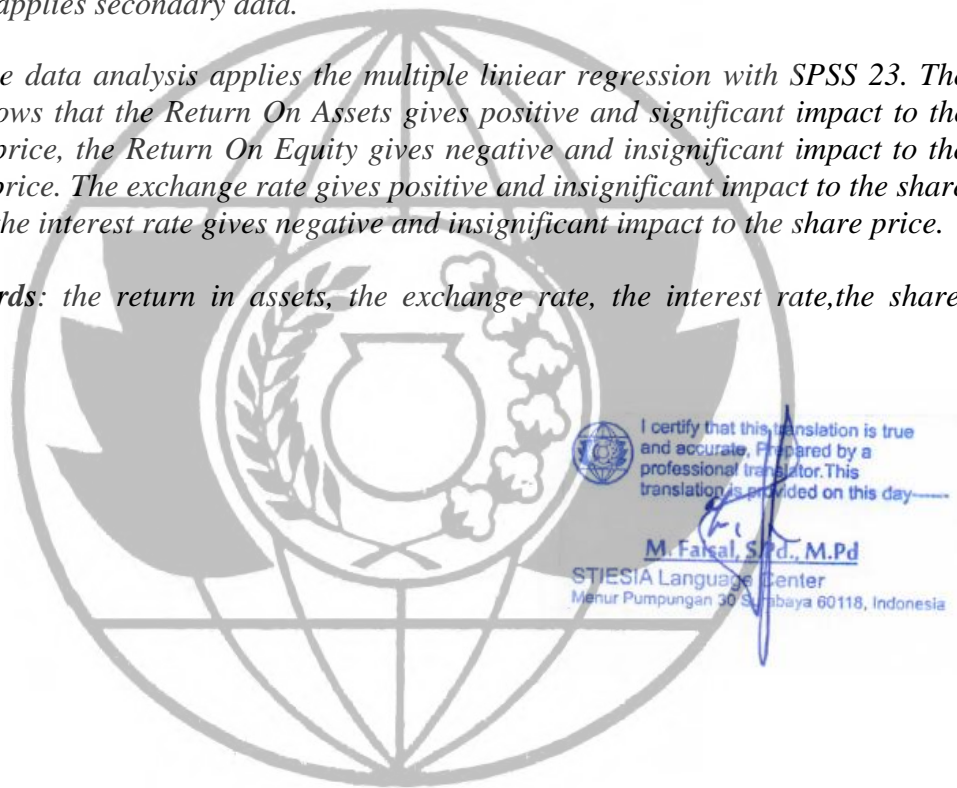 applies secondary data.
e data analysis applies the multiple liniear regression with SPSS 23. The
ows that the Return On Assets gives positive and significant impact to the
price, the Return On Equity gives negative and insignificant impact to the
price. The exchange rate gives positive and insignificant impact to the share
the interest rate gives negative and insignificant impact to the share price.
rds: the return in assets, the exchange rate, the interest rate,the share
I certify that this translation is true
and accurate, Prepared by a
professional translator.This
translation is provided on this day------
M. Faisal, S.Pd., M.Pd
STIESIA Language Center
Menur Pumpungan 30 Surabaya 60118, Indonesia